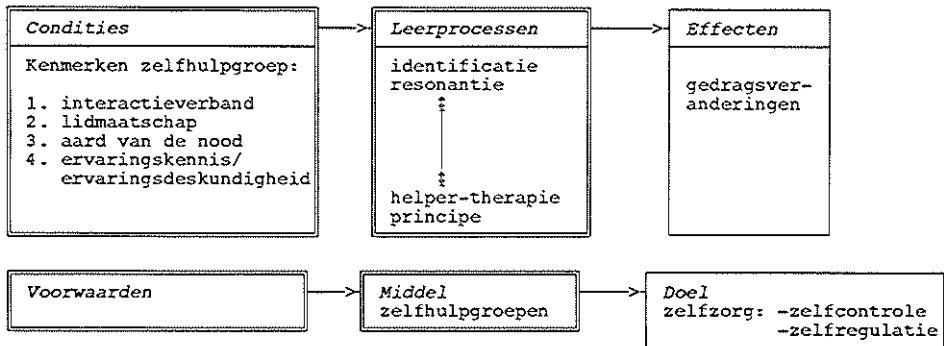 Condities
Kenmerken zelfhulpgroep:
1. interactieverband
2. lidmaatschap
3. aard van de nood
4. ervaringskennis/
ervaringsdeskundigheid
Leerprocessen
identificatie
resonantie
helper-therapie
principe
Effecten
gedragsver-
anderingen
Voorwaarden
Middel
zelfhulpgroepen
Doel
zelfzorg: -zelfcontrole
-zelfregulatie